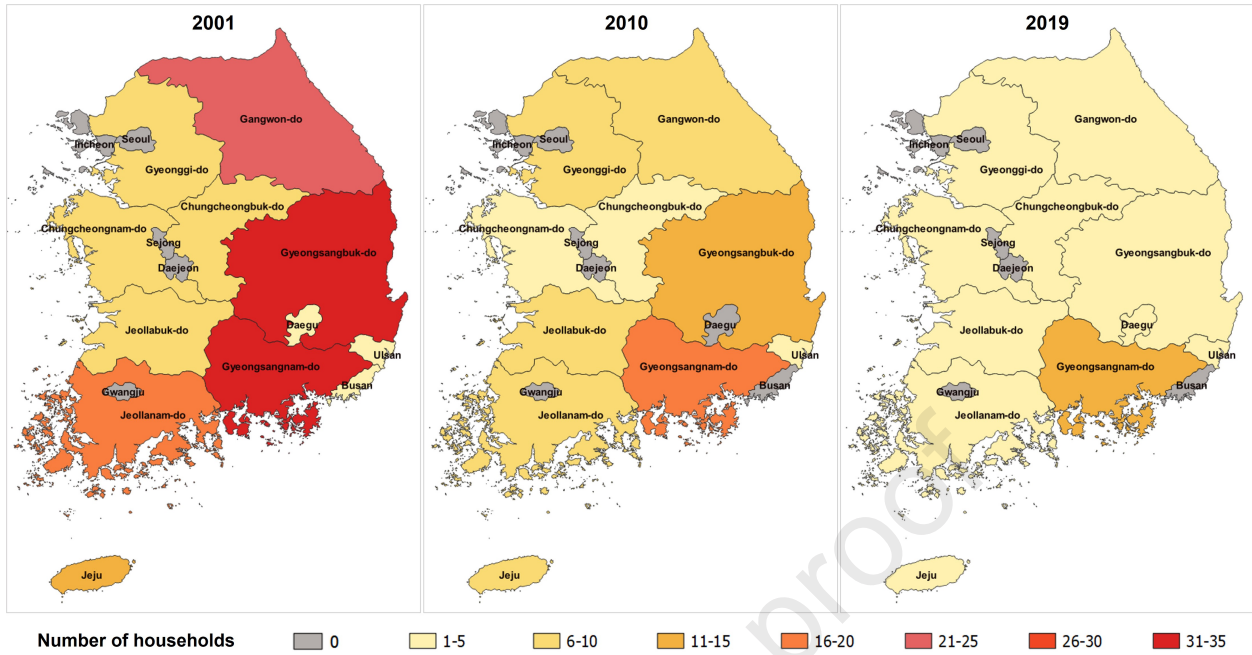 2001
Gangwon-do
Seoul
Incheon
Gyeonggi-do
Chungcheongbuk-do
Chungcheongnam-do
Sejong
Gyeongsangbuk-do
Daejeon
Daegu
Jeollabuk-do
Ulsan
Gyeongsangnam-do
Busan
Gwangju
Jeollanam-do
Jeju
2010
Gangwon-do
Seoul
Incheon
Gyeonggi-do
Chungcheongbuk-do
Chungcheongnam-do
Sejong
Gyeongsangbuk-do
Daejeon
Daegu
Jeollabuk-do
Ulsan
Gyeongsangnam-do
Busan
Gwangju
Jeollanam-do
Jeju
2019
Gangwon-do
Seoul
Incheon
Gyeonggi-do
Chungcheongbuk-do
Chungcheongnam-do
Sejong
Gyeongsangbuk-do
Daejeon
Daegu
Jeollabuk-do
Ulsan
Gyeongsangnam-do
Busan
Gwangju
Jeollanam-do
Jeju
proof
Number of households 0 1-5 6-10 11-15 16-20 21-25 26-30 31-35